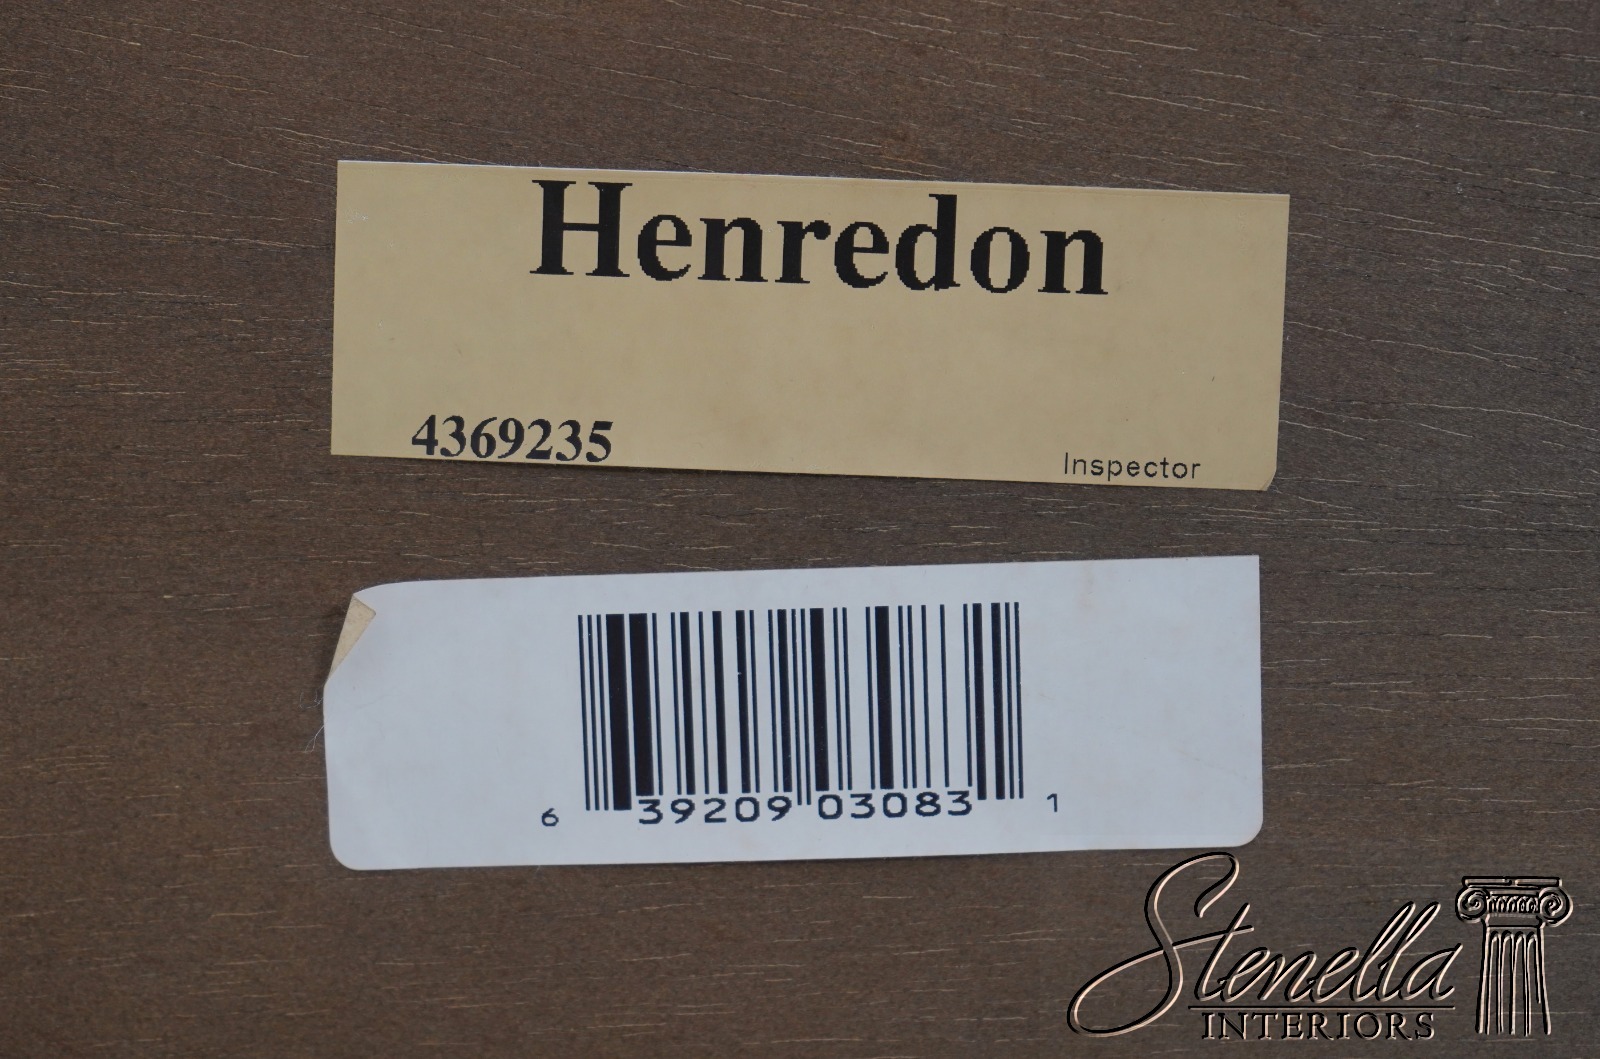 Henredon
4369235
Inspector
6 39209 03083 1
Stenella
INTERIORS